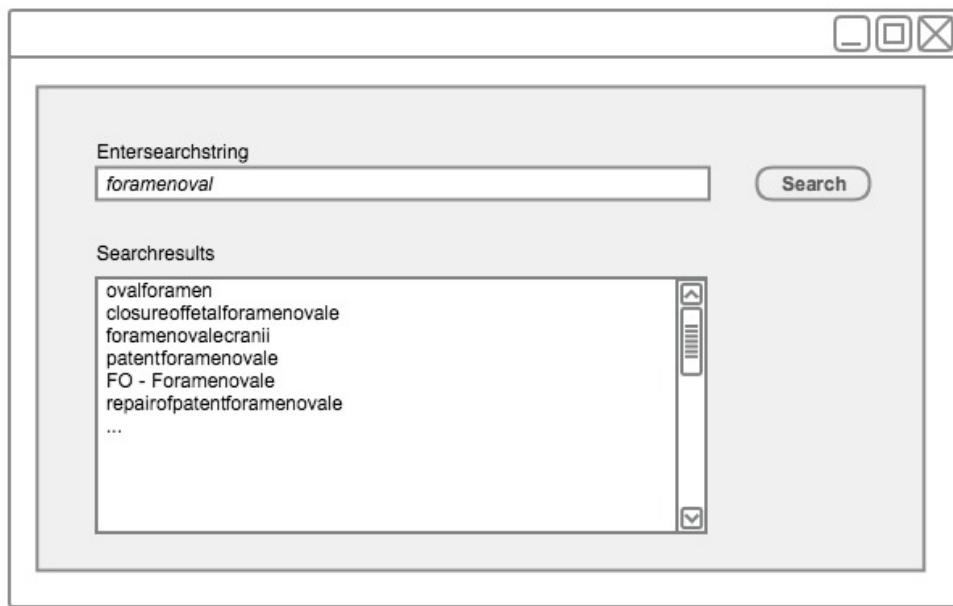 Entersearchstring
foramenoval
Search
Searchresults
ovalforamen
closureoffetalforamenovale
foramenovalecranii
patentforamenovale
FO - Foramenovale
repairofpatentforamenovale
...